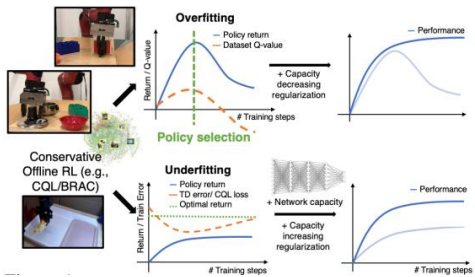 Overfitting
Policy return
Dataset Q-value
Return / Q-value
# Training steps
Policy selection
+ Capacity
decreasing
regularization
Performance
# Training steps
Conservative
Offline RL (e.g.,
CQL/BRAC)
Underfitting
Policy return
TD error/ CQL loss
Optimal return
Return / Train Error
# Training steps
+ Network capacity
+ Capacity
increasing
regularization
Performance
# Training steps